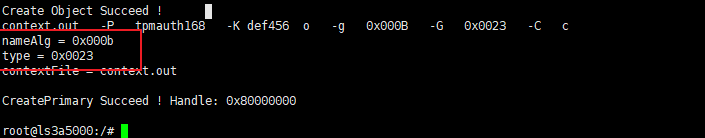 Create Object Succeed !
context.out -P tpmauth168 -K def456 o -g 0x000B -G 0x0023 -C c
nameAlg = 0x000b
type = 0x0023
contextFile = context.out
CreatePrimary Succeed ! Handle: 0x80000000
root@ls3a5000:/#